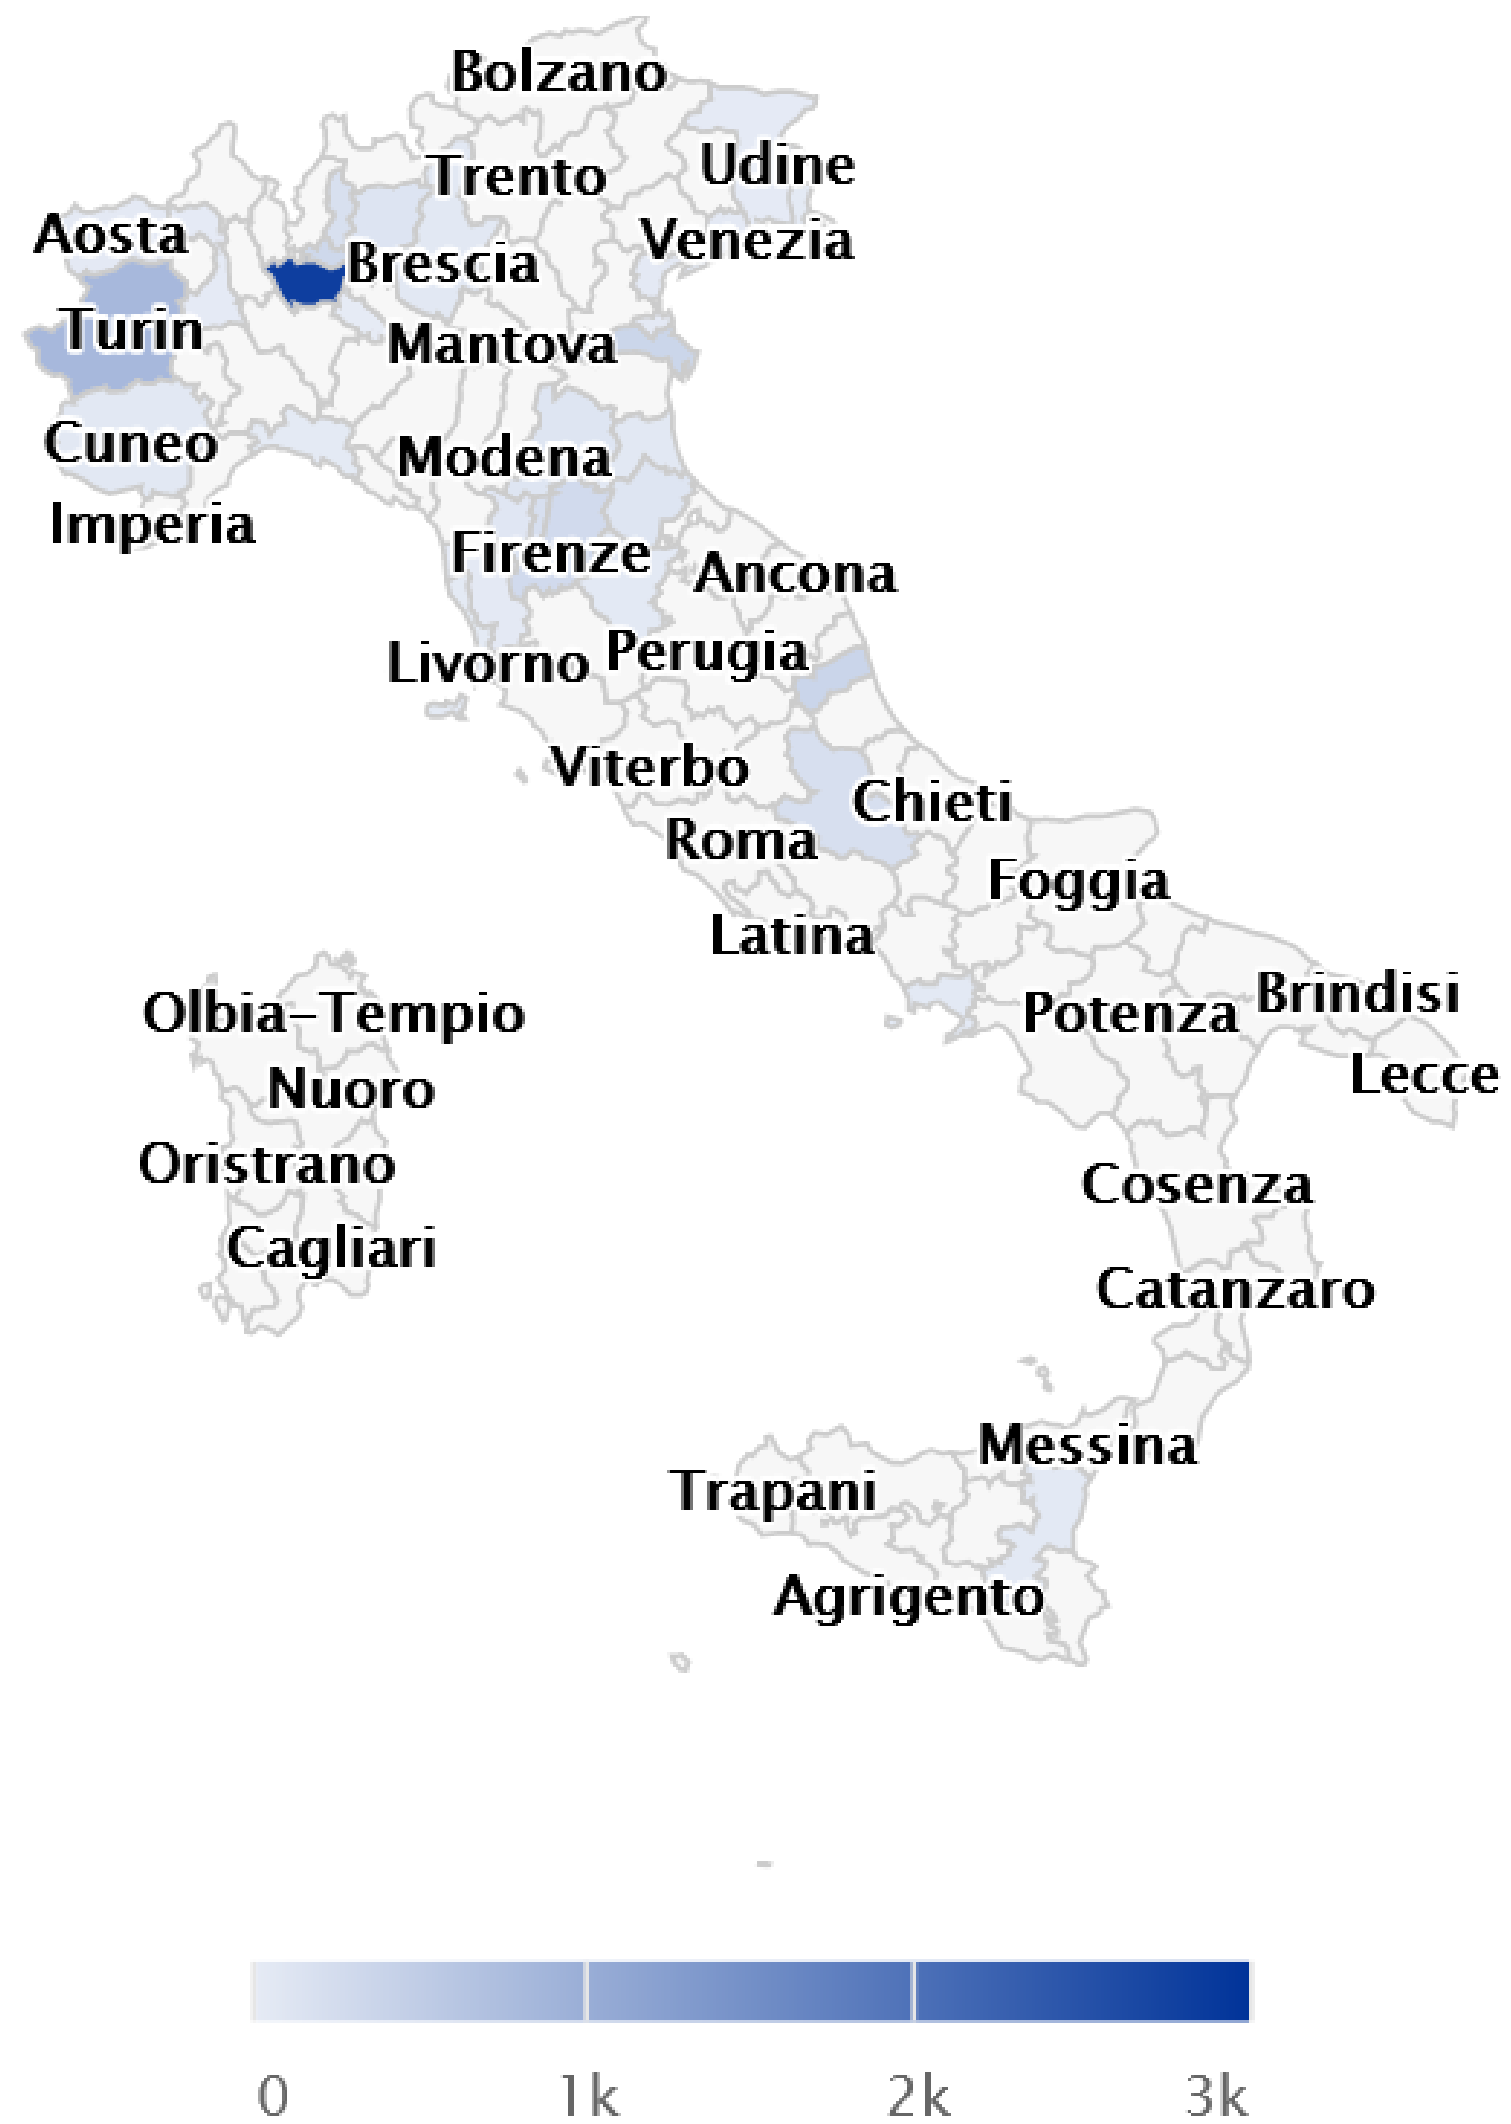 Bolzano
Trento
Udine
Aosta
Venezia
Brescia
Turin
Mantova
Cuneo
Modena
Imperia
Firenze
Ancona
Livorno
Perugia
Viterbo
Chieti
Roma
Foggia
Latina
Olbia-Tempio
Potenza
Brindisi
Nuoro
Lecce
Oristrano
Cosenza
Cagliari
Catanzaro
Messina
Trapani
Agrigento
0 1k 2k 3k